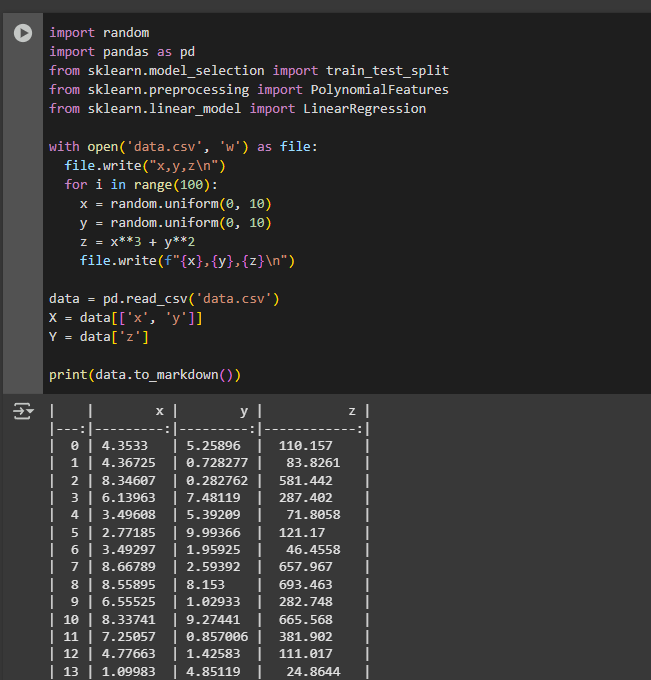 import random
import pandas as pd
from sklearn.model_selection import train_test_split
from sklearn.preprocessing import PolynomialFeatures
from sklearn.linear_model import LinearRegression

with open('data.csv', 'w') as file:
  file.write("x,y,z\n")
  for i in range(100):
    x = random.uniform(0, 10)
    y = random.uniform(0, 10)
    z = x**3 + y**2
    file.write(f"{x},{y},{z}\n")

data = pd.read_csv('data.csv')
X = data[['x', 'y']]
Y = data['z']

print(data.to_markdown())
|    |        x |        y |          z |
|---:|---------:|---------:|-----------:|
|  0 | 4.3533   | 5.25896  | 110.157    |
|  1 | 4.36725  | 0.728277 |  83.8261   |
|  2 | 8.34607  | 0.282762 | 581.442    |
|  3 | 6.13963  | 7.48119  | 287.402    |
|  4 | 3.49608  | 5.39209  |  71.8058   |
|  5 | 2.77185  | 9.99366  | 121.17     |
|  6 | 3.49297  | 1.95925  |  46.4558   |
|  7 | 8.66789  | 2.59392  | 657.967    |
|  8 | 8.55895  | 8.153    | 693.463    |
|  9 | 6.55525  | 1.02933  | 282.748    |
| 10 | 8.33741  | 9.27441  | 665.568    |
| 11 | 7.25057  | 0.857006 | 381.902    |
| 12 | 4.77663  | 1.42583  | 111.017    |
| 13 | 1.09983  | 4.85119  |  24.8644   |